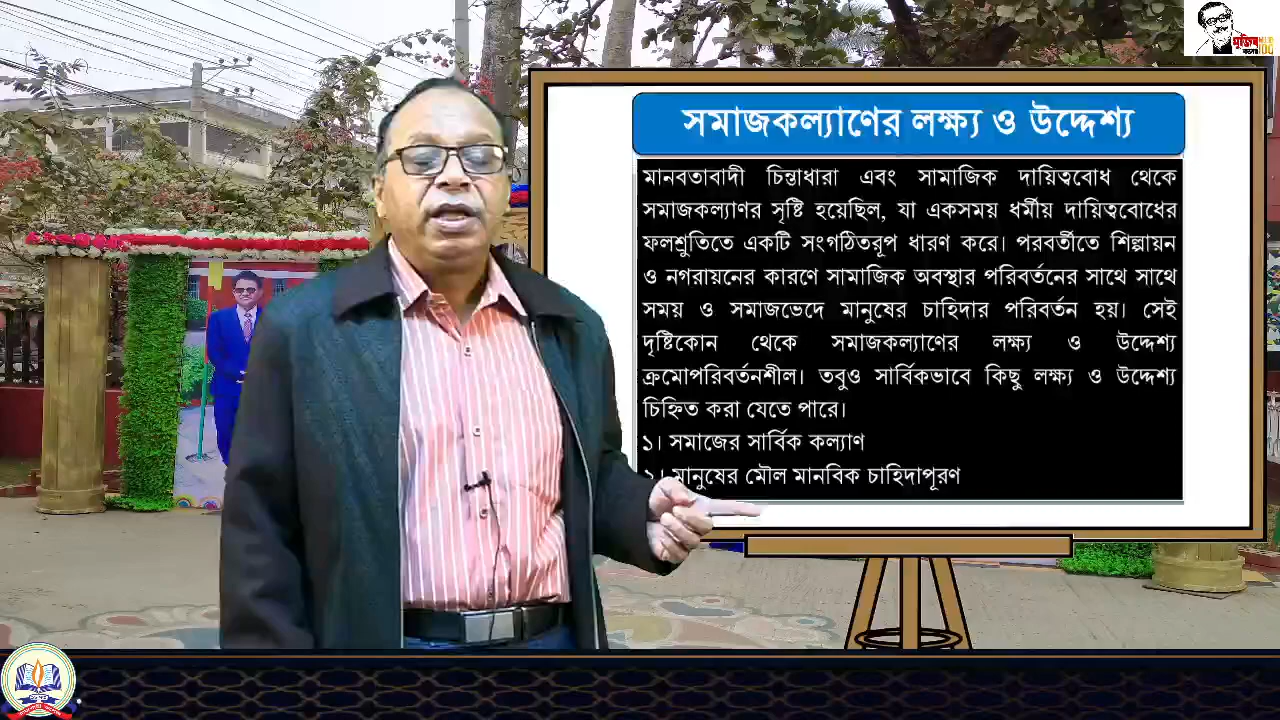 সমাজকল্যাণের লক্ষ্য ও উদ্দেশ্য
মানবতাবাদী চিন্তাধারা এবং সামাজিক দায়িত্ববোধ থেকে
সমাজকল্যাণর সৃষ্টি হয়েছিল, যা একসময় ধর্মীয় দায়িত্ববোধের
ফলশ্রুতিতে একটি সংগঠিতরূপ ধারণ করে। পরবর্তীতে শিল্পায়ন
ও নগরায়নের কারণে সামাজিক অবস্থার পরিবর্তনের সাথে সাথে
সময় ও সমাজভেদে মানুষের চাহিদার পরিবর্তন হয়। সেই
দৃষ্টিকোন থেকে সমাজকল্যাণের লক্ষ্য ও উদ্দেশ্য
ক্রমোপরিবর্তনশীল। তবুও সার্বিকভাবে কিছু লক্ষ্য ও উদ্দেশ্য
চিহ্নিত করা যেতে পারে।
১। সমাজের সার্বিক কল্যাণ
২। মানুষের মৌল মানবিক চাহিদাপূরণ